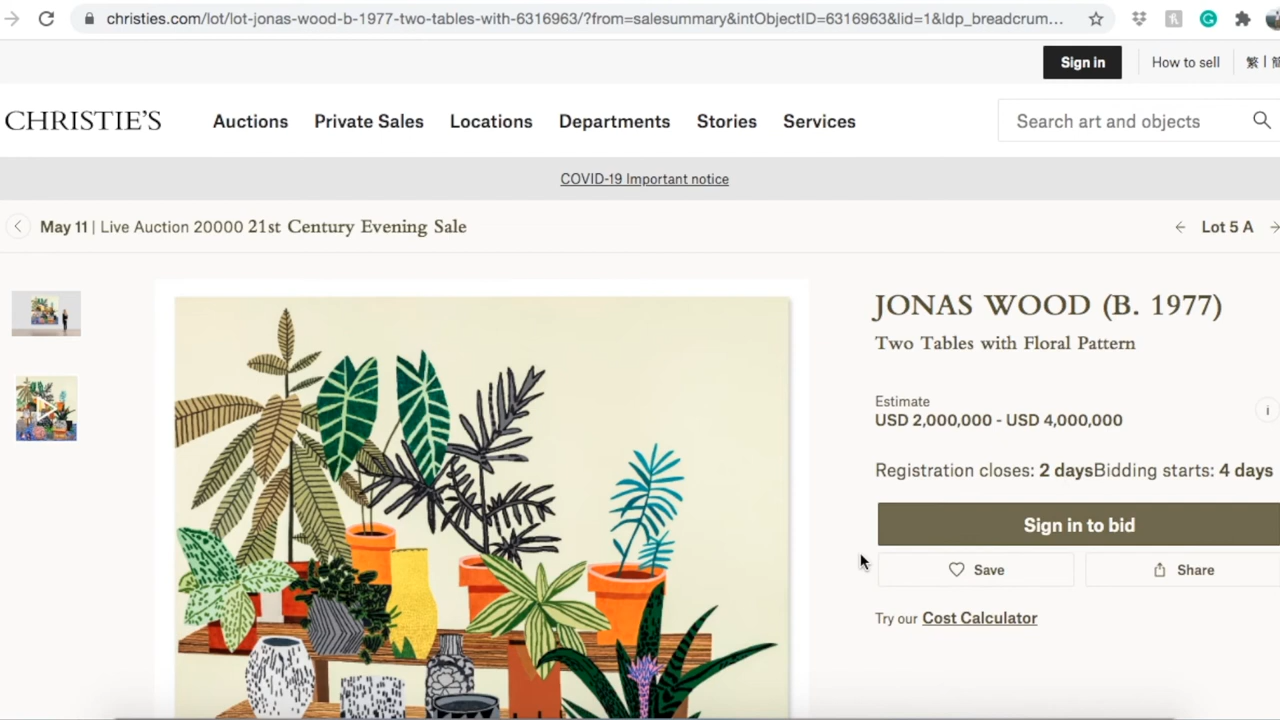 christies.com/lot/lot-jonas-wood-b-1977-two-tables-with-6316963/?from=salesummary&intObjectID=6316963&lid=1&ldp_breadcrum...
Sign in
How to sell
繁 | 簡
CHRISTIE'S
Auctions
Private Sales
Locations
Departments
Stories
Services
Search art and objects
COVID-19 Important notice
May 11 | Live Auction 20000 21st Century Evening Sale
Lot 5 A
JONAS WOOD (B. 1977)
Two Tables with Floral Pattern
Estimate
USD 2,000,000 - USD 4,000,000
i
Registration closes: 2 daysBidding starts: 4 days
Sign in to bid
Save
Share
Try our Cost Calculator